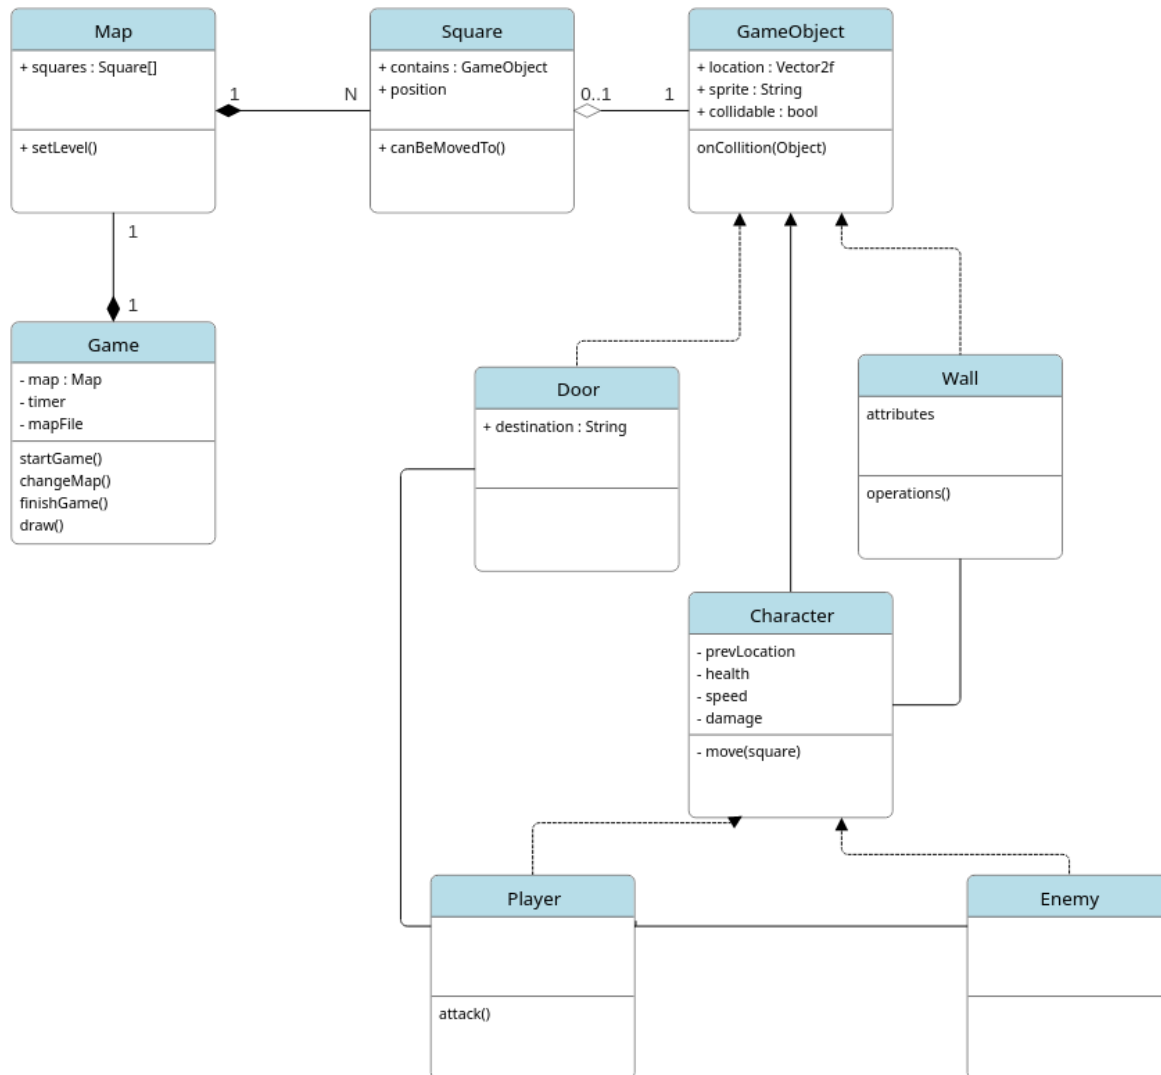 Map
+ squares : Square[]
+ setLevel()
1
N
Square
+ contains : GameObject
+ position
+ canBeMovedTo()
0..1
1
GameObject
+ location : Vector2f
+ sprite : String
+ collidable : bool
onCollition(Object)
1
1
Game
- map : Map
- timer
- mapFile
startGame()
changeMap()
finishGame()
draw()
Door
+ destination : String
Wall
attributes
operations()
Character
- prevLocation
- health
- speed
- damage
- move(square)
Player
attack()
Enemy